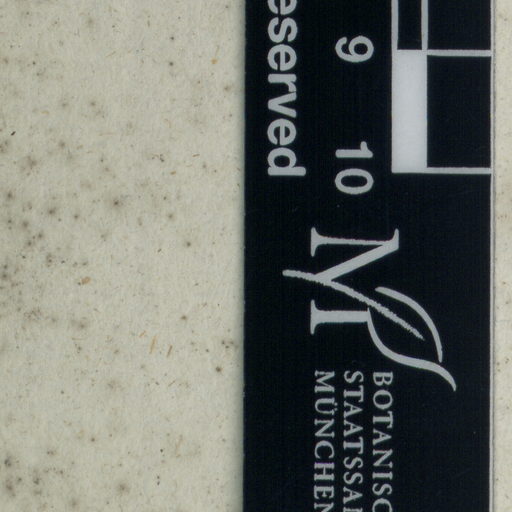 eserved
9 10
M
BOTANISC
STAATSSA
MÜNCHEN